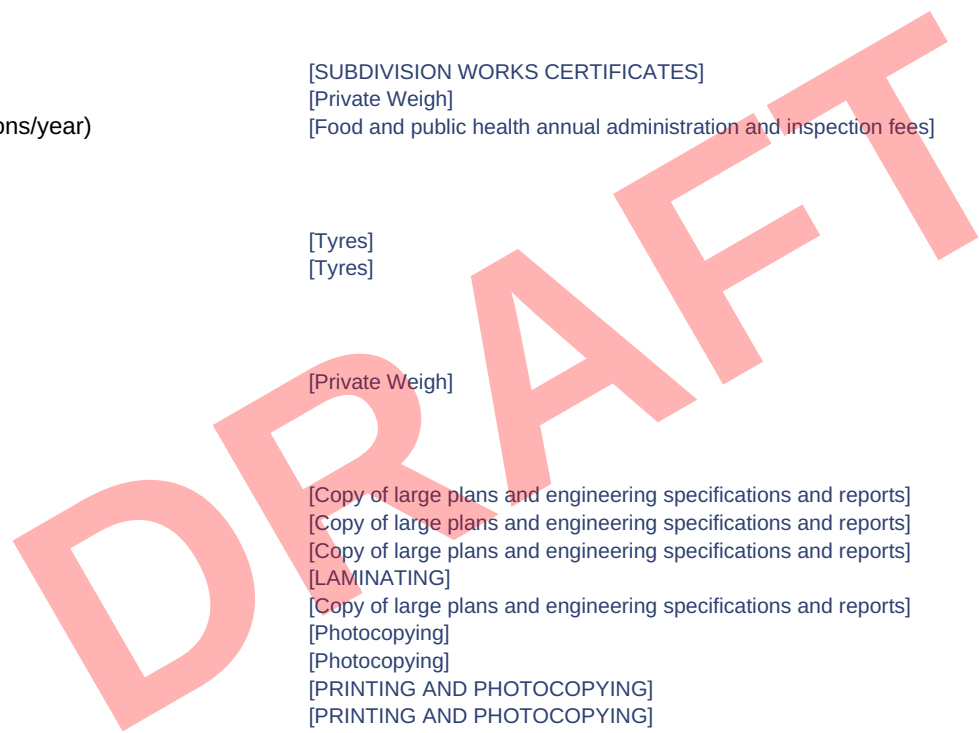 [SUBDIVISION WORKS CERTIFICATES]
[Private Weigh]
ons/year) [Food and public health annual administration and inspection fees]
[Tyres]
[Tyres]
[Private Weigh]
[Copy of large plans and engineering specifications and reports]
[Copy of large plans and engineering specifications and reports]
[Copy of large plans and engineering specifications and reports]
[LAMINATING]
[Copy of large plans and engineering specifications and reports]
[Photocopying]
[Photocopying]
[PRINTING AND PHOTOCOPYING]
[PRINTING AND PHOTOCOPYING]
DRAFT